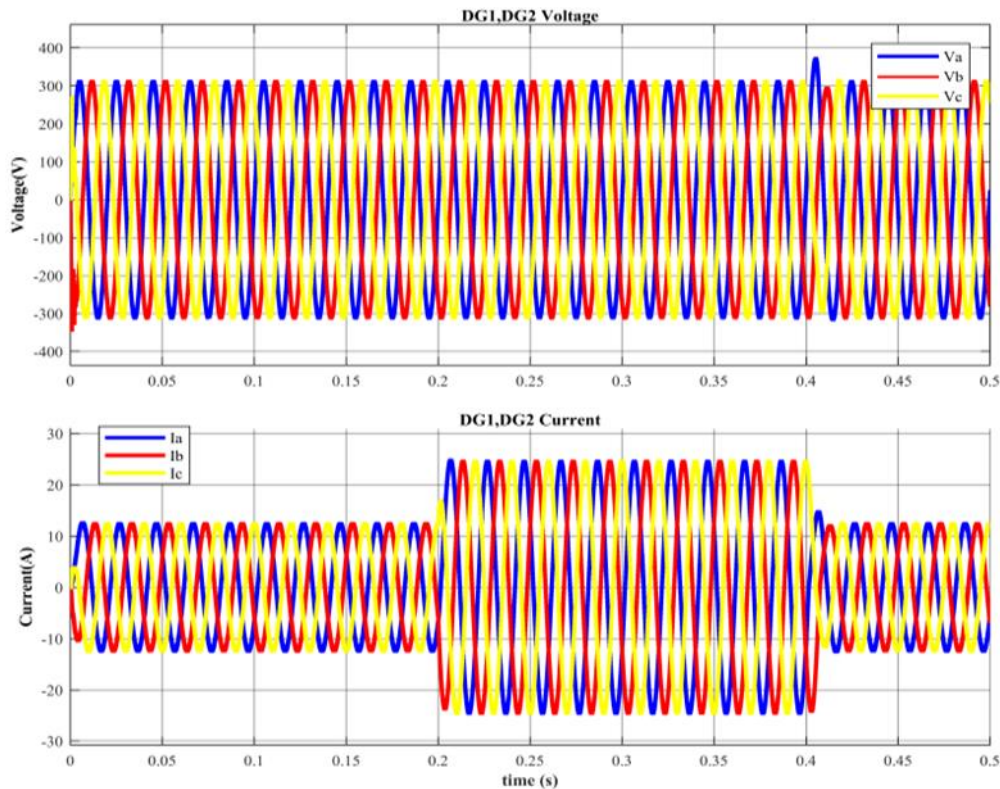 DG1,DG2 Voltage
400
300
200
100
0
-100
-200
-300
-400
Voltage(V)
Va
Vb
Vc
0 0.05 0.1 0.15 0.2 0.25 0.3 0.35 0.4 0.45 0.5
DG1,DG2 Current
30
20
10
0
-10
-20
-30
Current(A)
Ia
Ib
Ic
0 0.05 0.1 0.15 0.2 0.25 0.3 0.35 0.4 0.45 0.5
time (s)